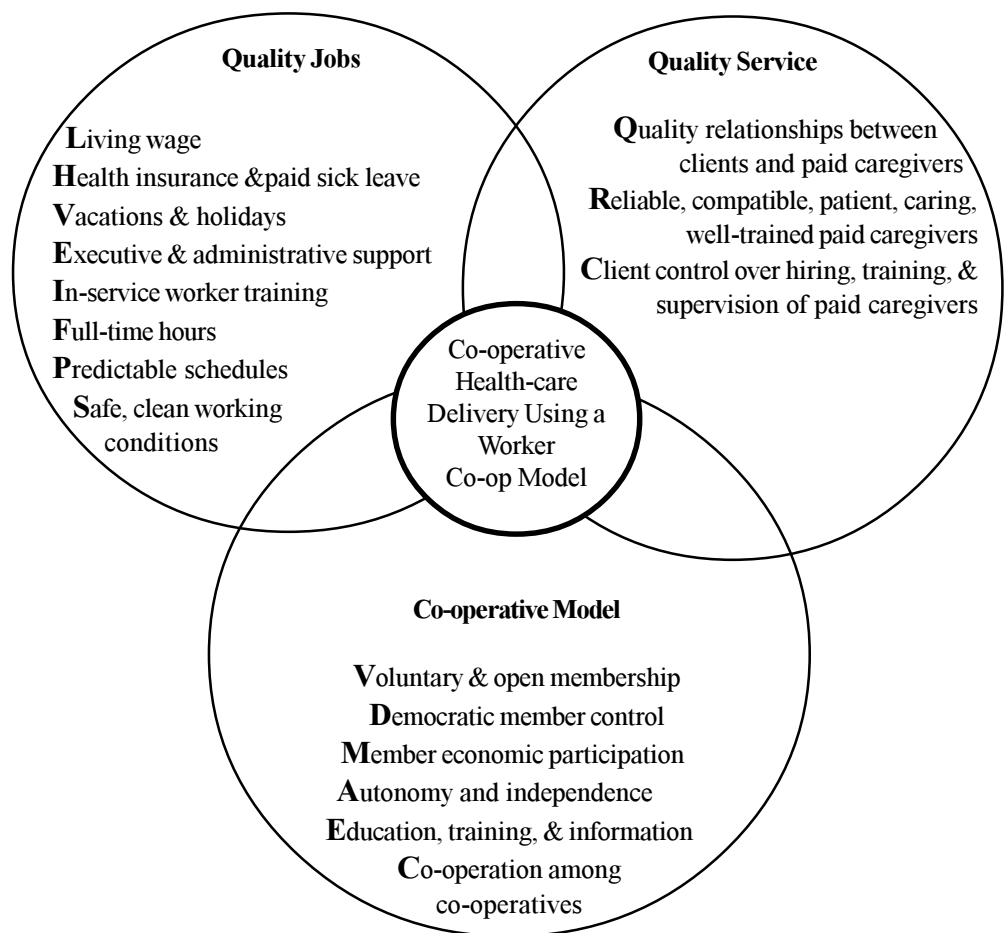 Quality Jobs
Living wage
Health insurance &paid sick leave
Vacations & holidays
Executive & administrative support
In-service worker training
Full-time hours
Predictable schedules
Safe, clean working
conditions
Quality Service
Quality relationships between
clients and paid caregivers
Reliable, compatible, patient, caring,
well-trained paid caregivers
Client control over hiring, training, &
supervision of paid caregivers
Co-operative
Health-care
Delivery Using a
Worker
Co-op Model
Co-operative Model
Voluntary & open membership
Democratic member control
Member economic participation
Autonomy and independence
Education, training, & information
Co-operation among
co-operatives